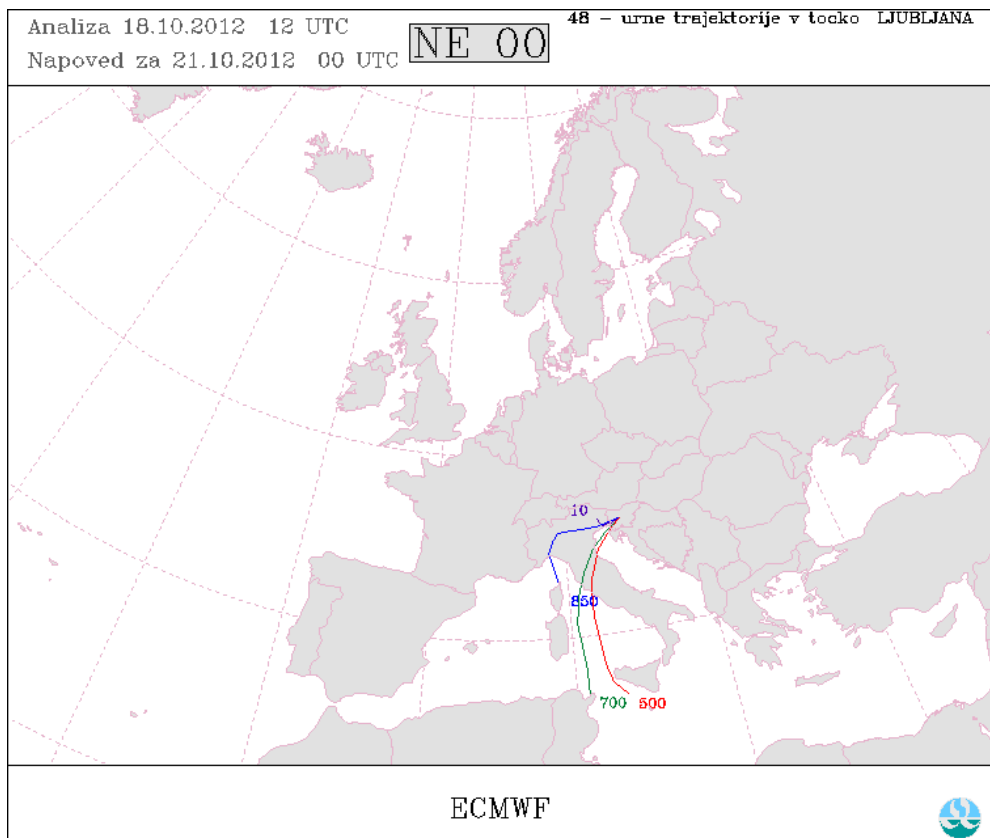 Analiza 18.10.2012 12 UTC
Napoved za 21.10.2012 00 UTC
NE 00
48 - urne trajektorije v tocko LJUBLJANA
10
850
700 500
ECMWF